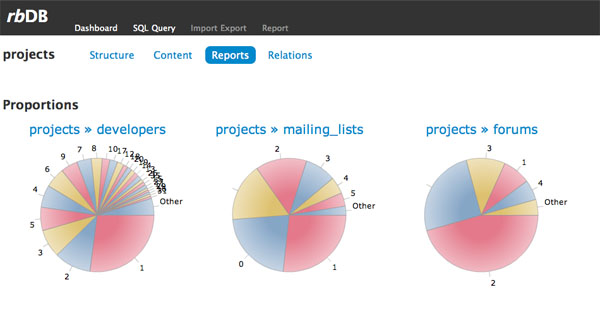 rbDB
Dashboard SQL Query Import Export Report
projects Structure Content Reports Relations
Proportions
projects » developers
projects » mailing_lists
projects » forums
1
2
3
5
4
6
9
7
8
10
17
12
Other
1
0
2
3
4
5
Other
2
3
1
4
Other